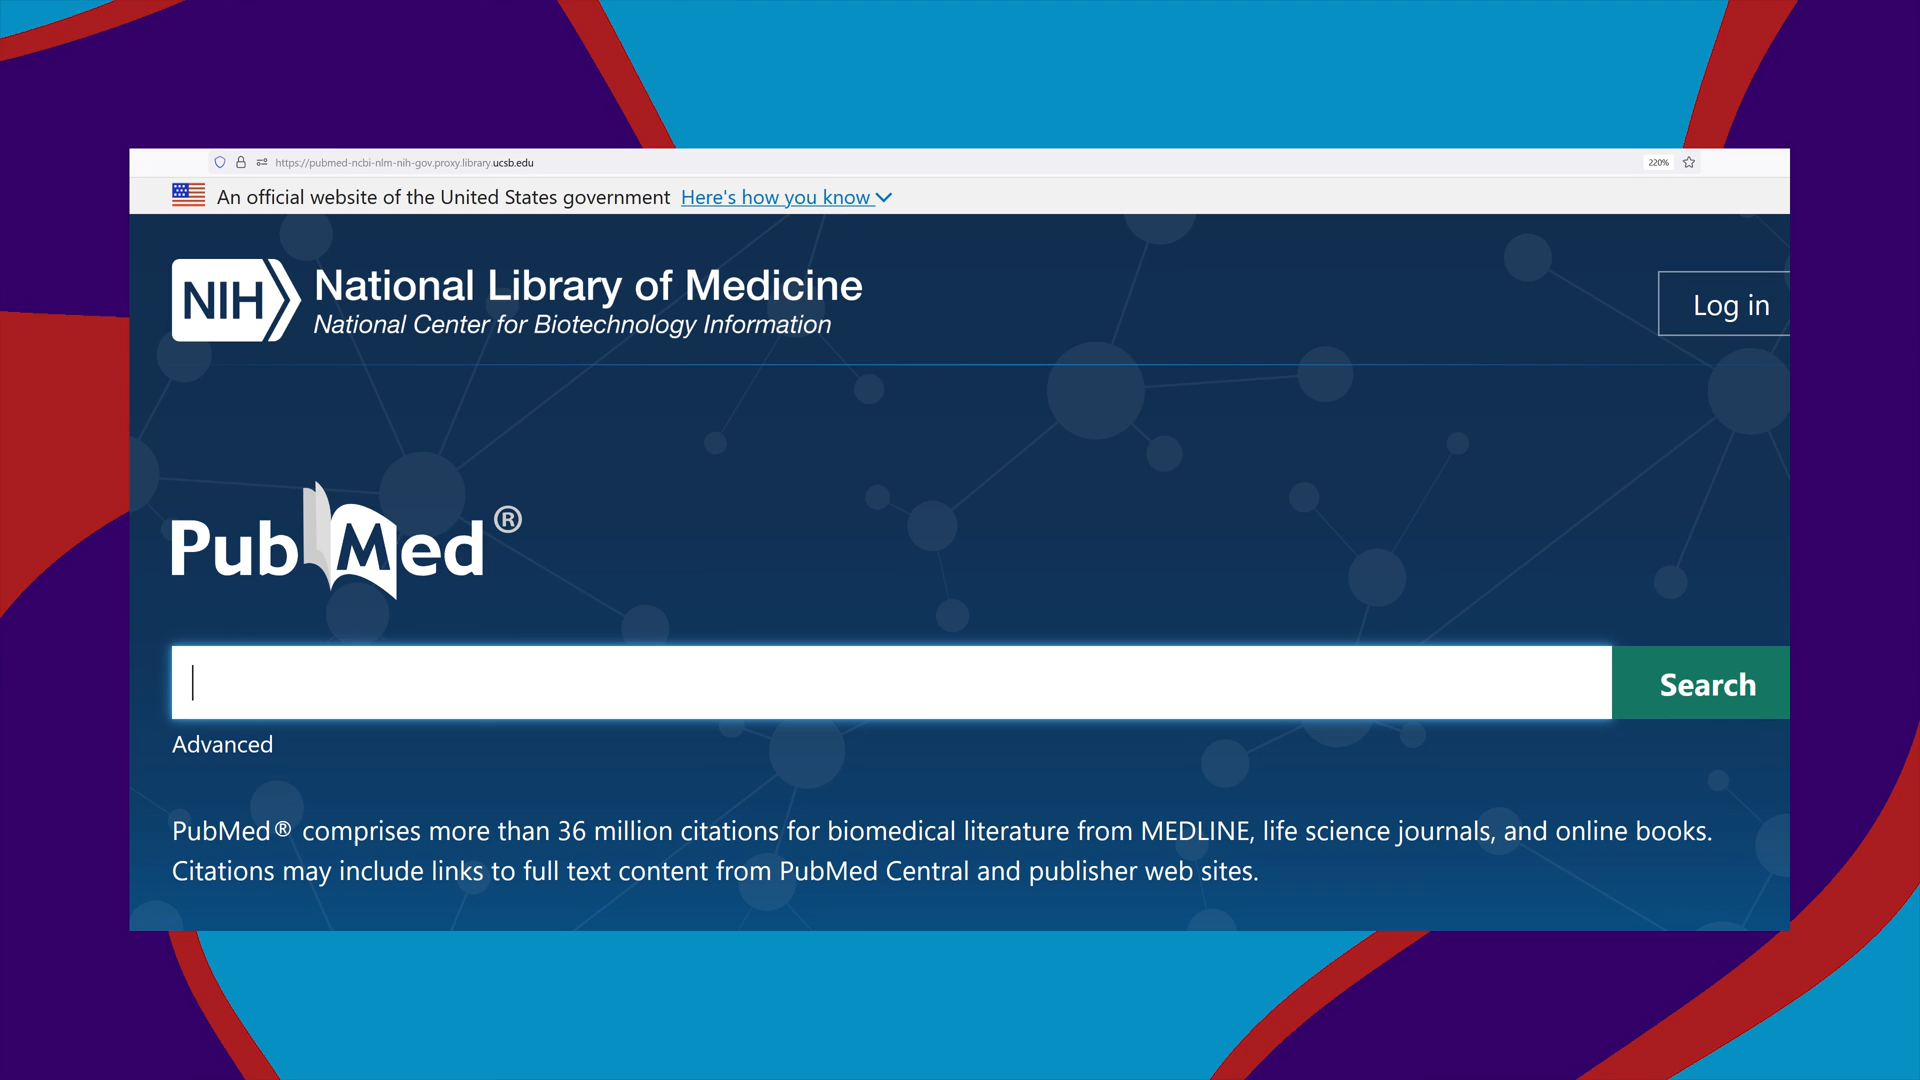 https://pubmed-ncbi-nlm-nih-gov.proxy.library.ucsb.edu
220%
An official website of the United States government Here's how you know
NIH National Library of Medicine
National Center for Biotechnology Information
Log in
PubMed®
Search
Advanced
PubMed® comprises more than 36 million citations for biomedical literature from MEDLINE, life science journals, and online books.
Citations may include links to full text content from PubMed Central and publisher web sites.